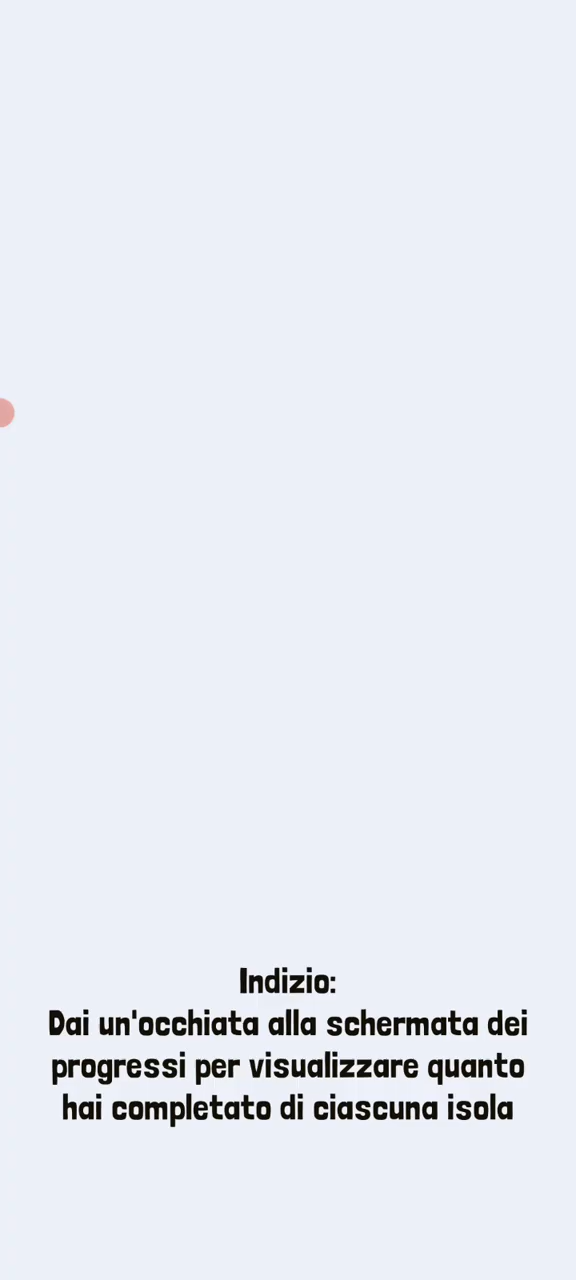 Indizio:
Dai un'occhiata alla schermata dei
progressi per visualizzare quanto
hai completato di ciascuna isola